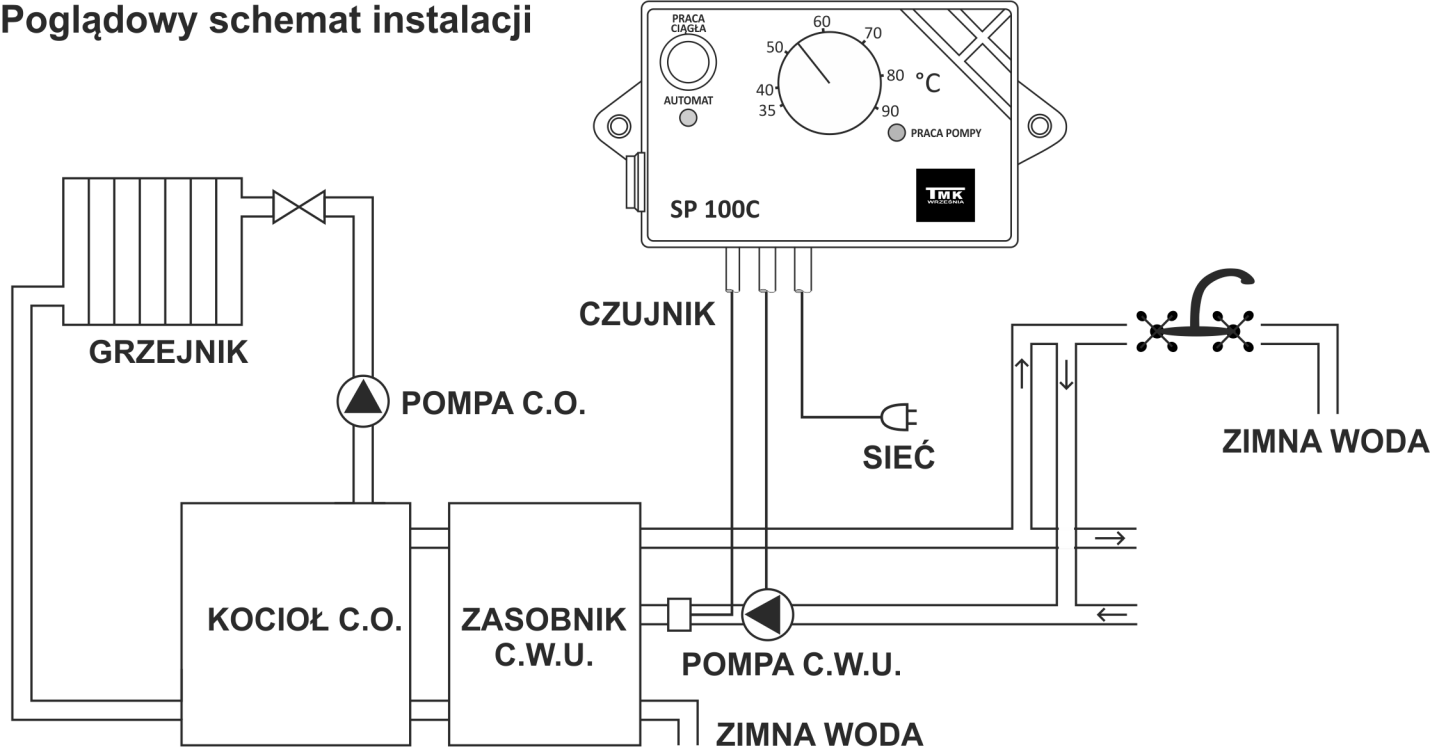 Poglądowy schemat instalacji
PRACA
CIĄGŁA
AUTOMAT
60
50
70
80
°C
40
35
90
PRACA POMPY
SP 100C
TMK
WRZEŚNIA
CZUJNIK
GRZEJNIK
POMPA C.O.
SIEĆ
ZIMNA WODA
KOCIOŁ C.O.
ZASOBNIK
C.W.U.
POMPA C.W.U.
ZIMNA WODA